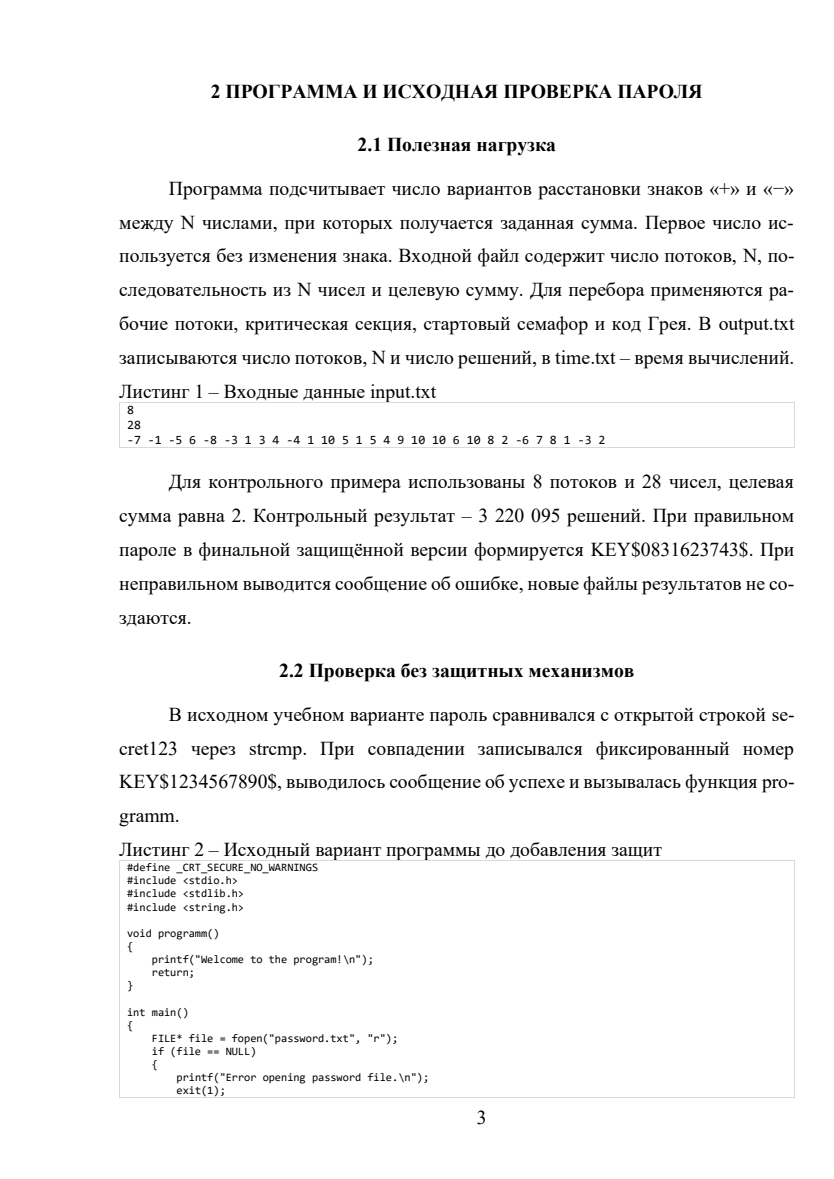 2 ПРОГРАММА И ИСХОДНАЯ ПРОВЕРКА ПАРОЛЯ
2.1 Полезная нагрузка
Программа подсчитывает число вариантов расстановки знаков «+» и «−»
между N числами, при которых получается заданная сумма. Первое число ис-
пользуется без изменения знака. Входной файл содержит число потоков, N, по-
следовательность из N чисел и целевую сумму. Для перебора применяются ра-
бочие потоки, критическая секция, стартовый семафор и код Грея. В output.txt
записываются число потоков, N и число решений, в time.txt – время вычислений.
Листинг 1 – Входные данные input.txt
8
28
-7 -1 -5 6 -8 -3 1 3 4 -4 1 10 5 1 5 4 9 10 10 6 10 8 2 -6 7 8 1 -3 2
Для контрольного примера использованы 8 потоков и 28 чисел, целевая
сумма равна 2. Контрольный результат – 3 220 095 решений. При правильном
пароле в финальной защищённой версии формируется KEY$0831623743$. При
неправильном выводится сообщение об ошибке, новые файлы результатов не со-
здаются.
2.2 Проверка без защитных механизмов
В исходном учебном варианте пароль сравнивался с открытой строкой se-
cret123 через strcmp. При совпадении записывался фиксированный номер
KEY$1234567890$, выводилось сообщение об успехе и вызывалась функция pro-
gramm.
Листинг 2 – Исходный вариант программы до добавления защит
#define _CRT_SECURE_NO_WARNINGS
#include <stdio.h>
#include <stdlib.h>
#include <string.h>
void programm()
{
    printf("Welcome to the program!\n");
    return;
}
int main()
{
    FILE* file = fopen("password.txt", "r");
    if (file == NULL)
    {
        printf("Error opening password file.\n");
        exit(1);
3